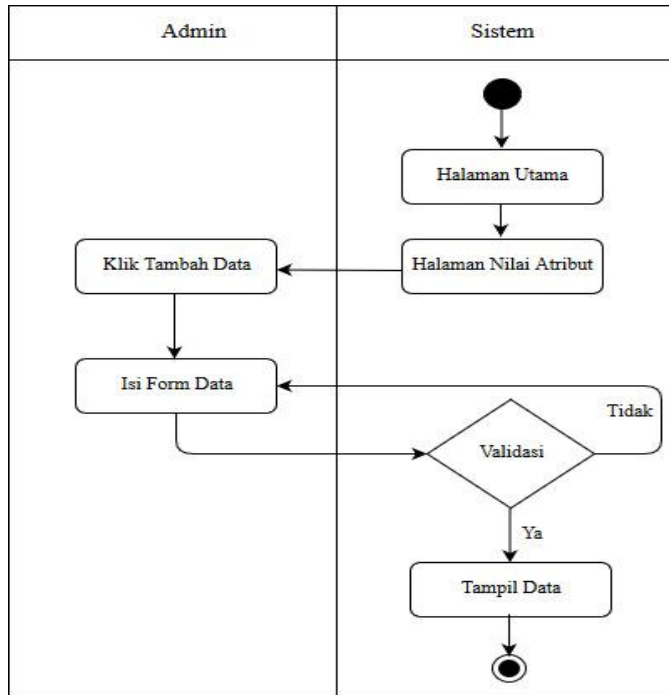 Admin
Sistem
Halaman Utama
Klik Tambah Data
Halaman Nilai Atribut
Isi Form Data
Tidak
Validasi
Ya
Tampil Data